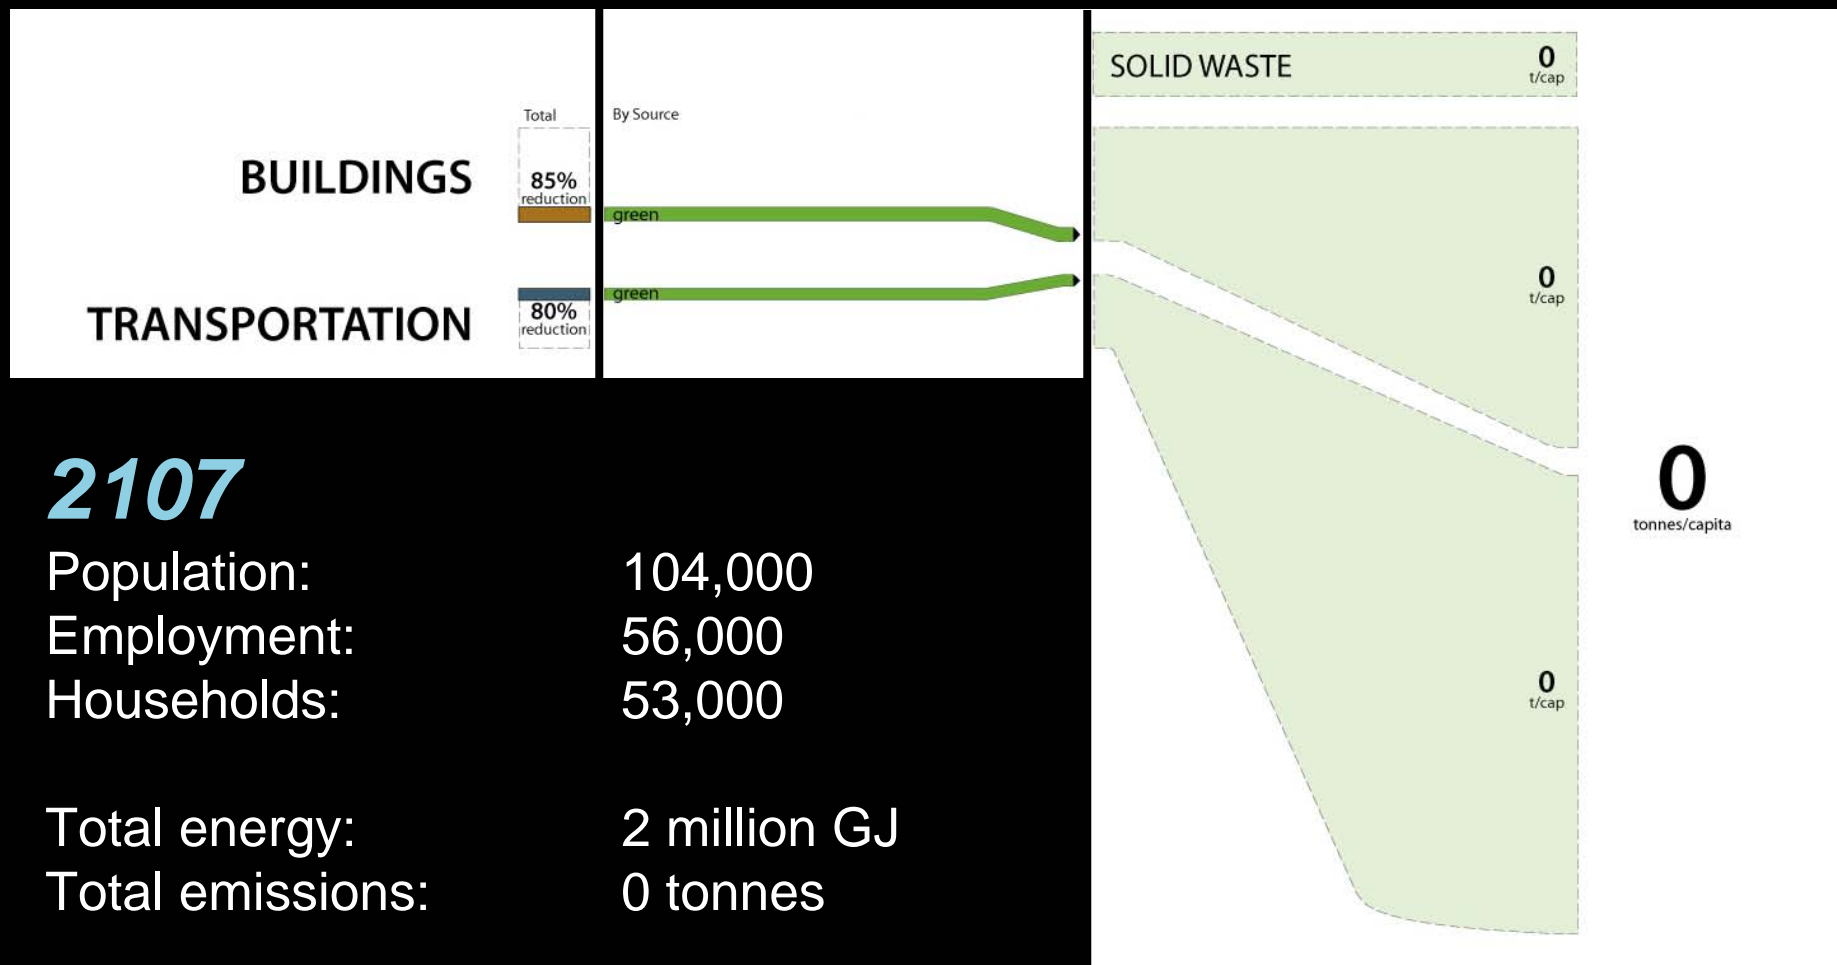 Total
By Source
BUILDINGS
85%
reduction
green
TRANSPORTATION
green
80%
reduction
SOLID WASTE
0
t/cap
0
t/cap
0
t/cap
0
tonnes/capita
2107
Population: 104,000
Employment: 56,000
Households: 53,000
Total energy: 2 million GJ
Total emissions: 0 tonnes